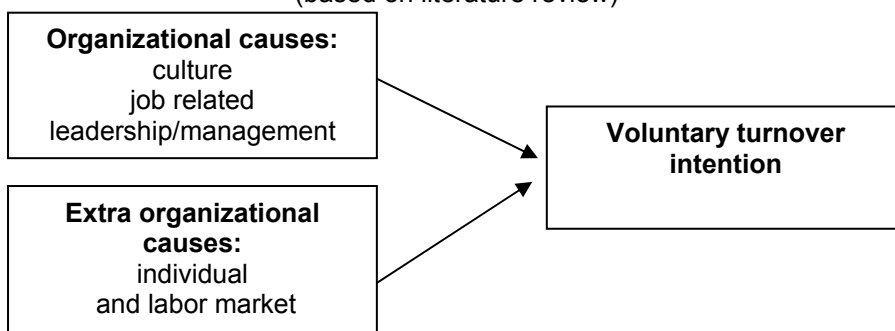 (based on literature review)
Organizational causes:
culture
job related
leadership/management
Voluntary turnover
intention
Extra organizational
causes:
individual
and labor market